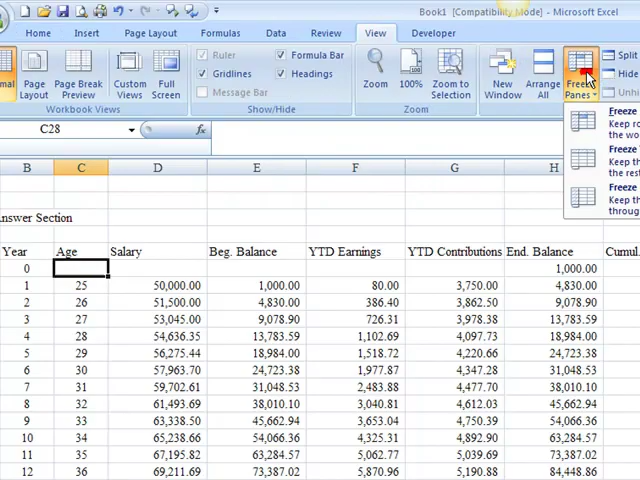 Book1 [Compatibility Mode] - Microsoft Excel
Home Insert Page Layout Formulas Data Review View Developer
Ruler Formula Bar
Gridlines Headings
Message Bar
Page Layout Page Break Preview Custom Views Full Screen
Zoom 100% Zoom to Selection
New Window Arrange All Freeze Panes
Split
Hide
Workbook Views Show/Hide Zoom
C28 fx
Freeze
Keep
the
Freeze
Keep th
the rest
Freeze
Keep th
throug
B C D E F G H
Answer Section
Year Age Salary Beg. Balance YTD Earnings YTD Contributions End. Balance Cumul.
0 1,000.00
1 25 50,000.00 1,000.00 80.00 3,750.00 4,830.00
2 26 51,500.00 4,830.00 386.40 3,862.50 9,078.90
3 27 53,045.00 9,078.90 726.31 3,978.38 13,783.59
4 28 54,636.35 13,783.59 1,102.69 4,097.73 18,984.00
5 29 56,275.44 18,984.00 1,518.72 4,220.66 24,723.38
6 30 57,963.70 24,723.38 1,977.87 4,347.28 31,048.53
7 31 59,702.61 31,048.53 2,483.88 4,477.70 38,010.10
8 32 61,493.69 38,010.10 3,040.81 4,612.03 45,662.94
9 33 63,338.50 45,662.94 3,653.04 4,750.39 54,066.36
10 34 65,238.66 54,066.36 4,325.31 4,892.90 63,284.57
11 35 67,195.82 63,284.57 5,062.77 5,039.69 73,387.02
12 36 69,211.69 73,387.02 5,870.96 5,190.88 84,448.86